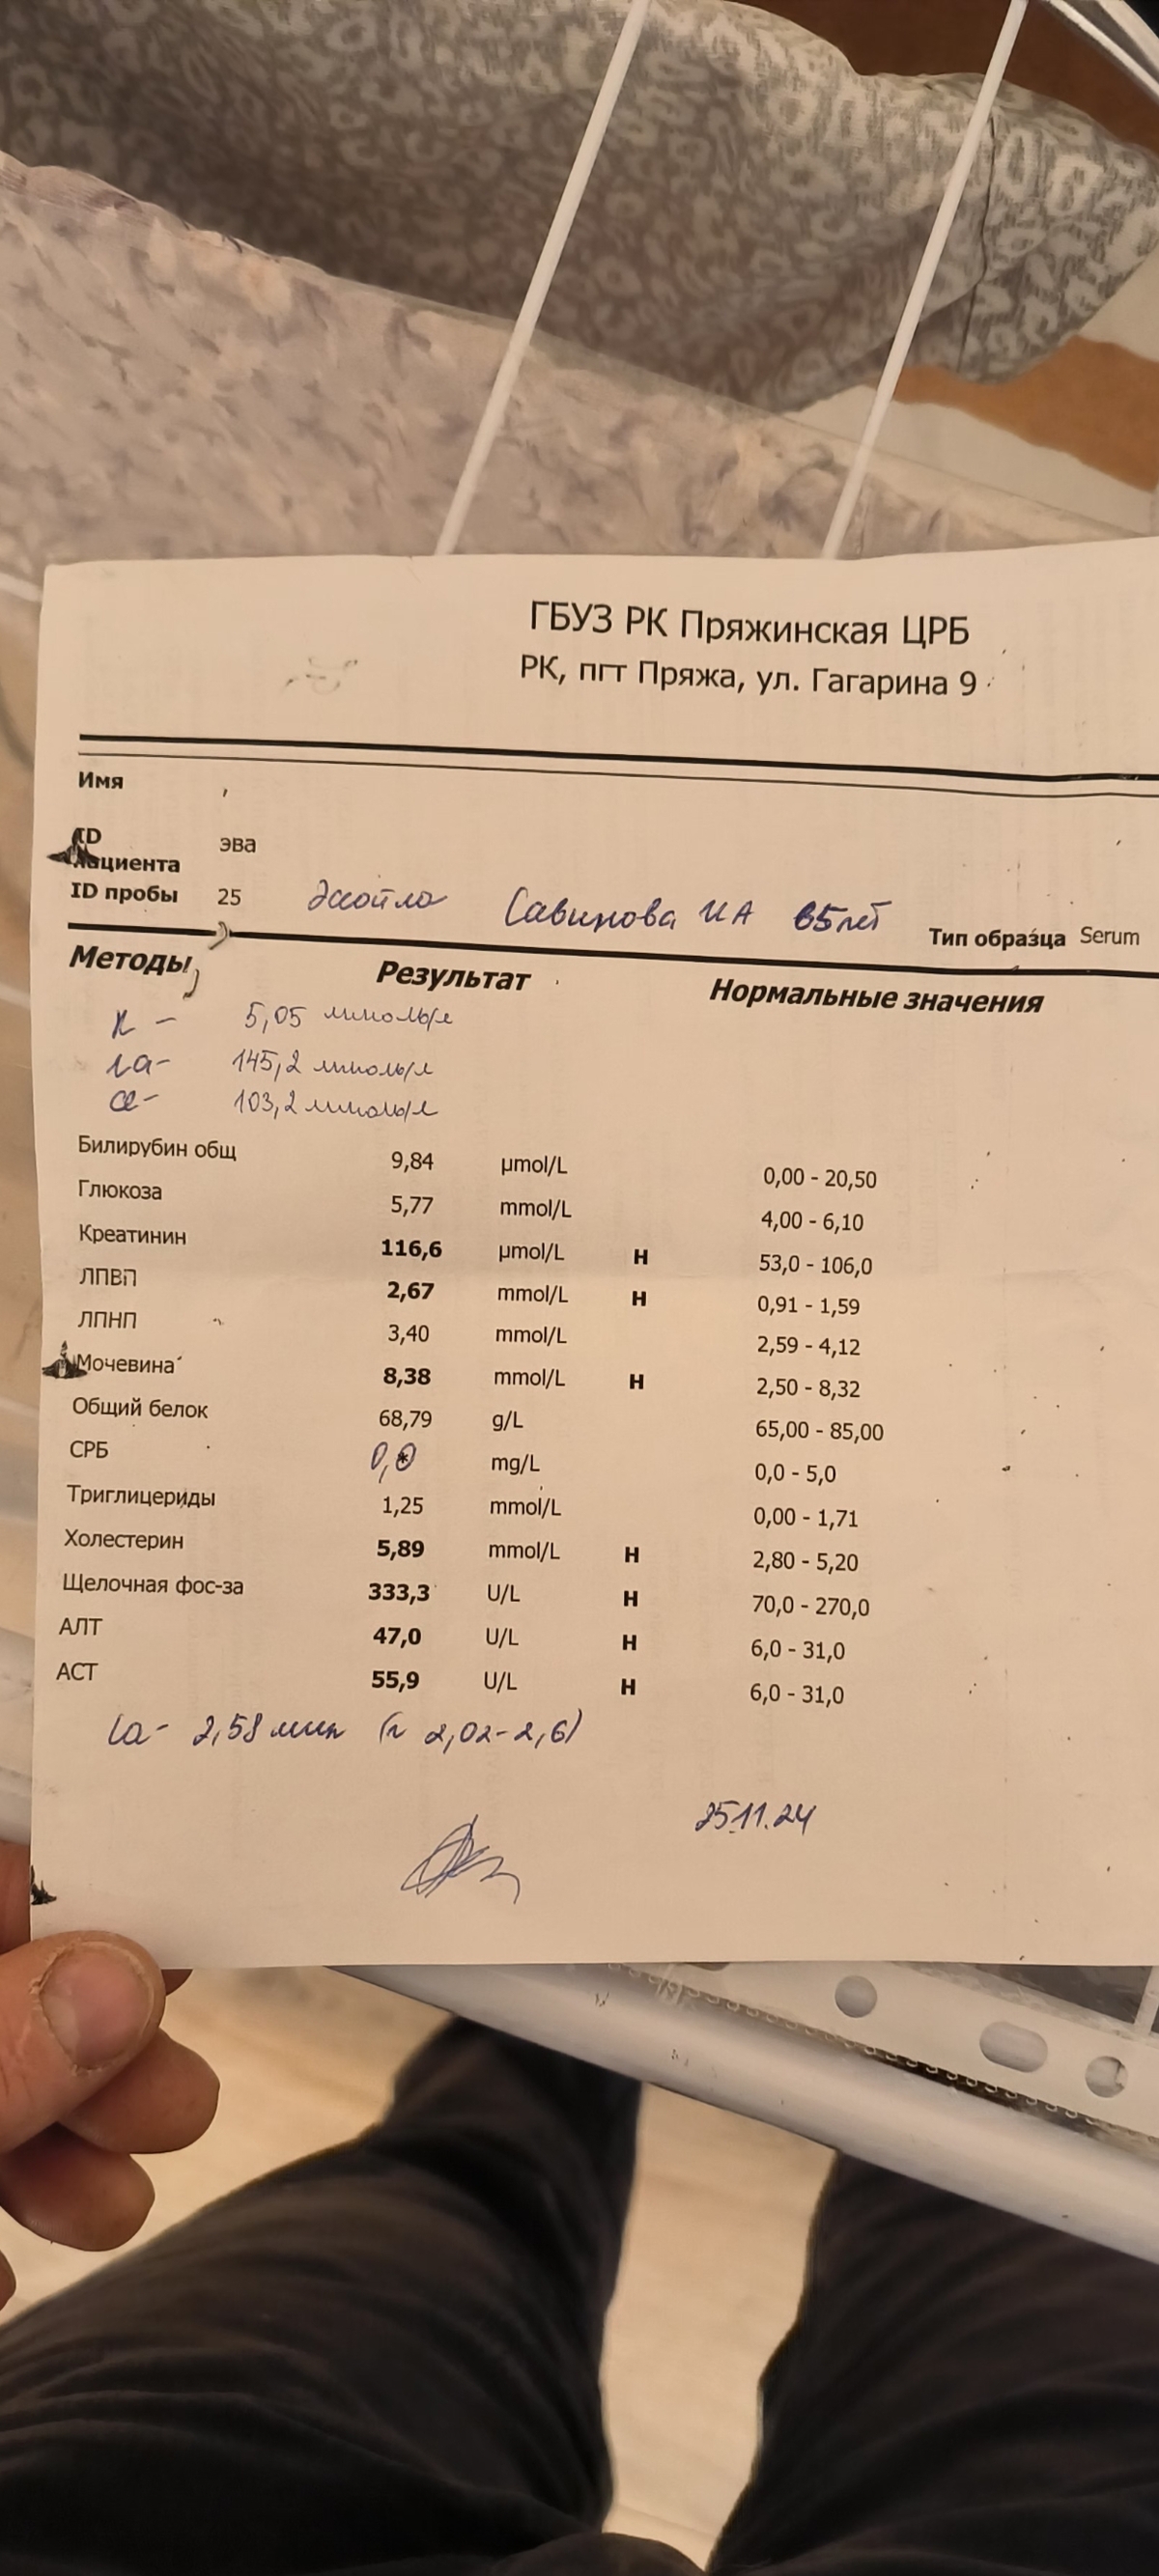 ГБУЗ РК Пряжинская ЦРБ
РК, пгт Пряжа, ул. Гагарина 9
Имя ,
ID пациента эва
ID пробы 25 Эссойла Савинова И А 65 лет Тип образца Serum
Методы Результат Нормальные значения
K - 5,05 ммоль/л
na- 145,2 ммоль/л
Cl- 103,2 ммоль/л
Билирубин общ 9,84 µmol/L 0,00 - 20,50
Глюкоза 5,77 mmol/L 4,00 - 6,10
Креатинин 116,6 µmol/L H 53,0 - 106,0
ЛПВП 2,67 mmol/L H 0,91 - 1,59
ЛПНП 3,40 mmol/L 2,59 - 4,12
Мочевина 8,38 mmol/L H 2,50 - 8,32
Общий белок 68,79 g/L 65,00 - 85,00
СРБ 0,0 mg/L 0,0 - 5,0
Триглицериды 1,25 mmol/L 0,00 - 1,71
Холестерин 5,89 mmol/L H 2,80 - 5,20
Щелочная фос-за 333,3 U/L H 70,0 - 270,0
АЛТ 47,0 U/L H 6,0 - 31,0
АСТ 55,9 U/L H 6,0 - 31,0
Ca- 2,58 (n 2,02-2,6)
25.11.24